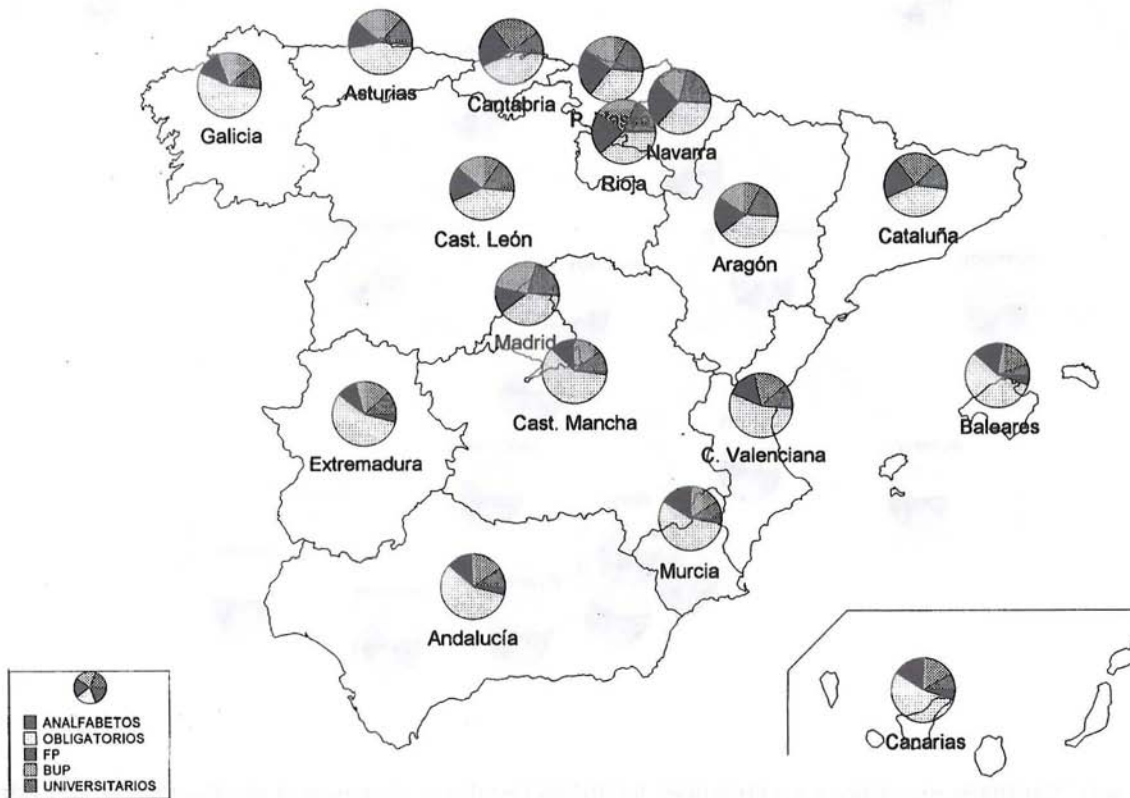 Asturias
Cantabria
Galicia
P. Vasco
Navarra
Rioja
Cast. León
Cataluña
Aragón
Madrid
Cast. Mancha
Baleares
Extremadura
C. Valenciana
Murcia
Andalucía
Canarias
ANALFABETOS
OBLIGATORIOS
FP
BUP
UNIVERSITARIOS